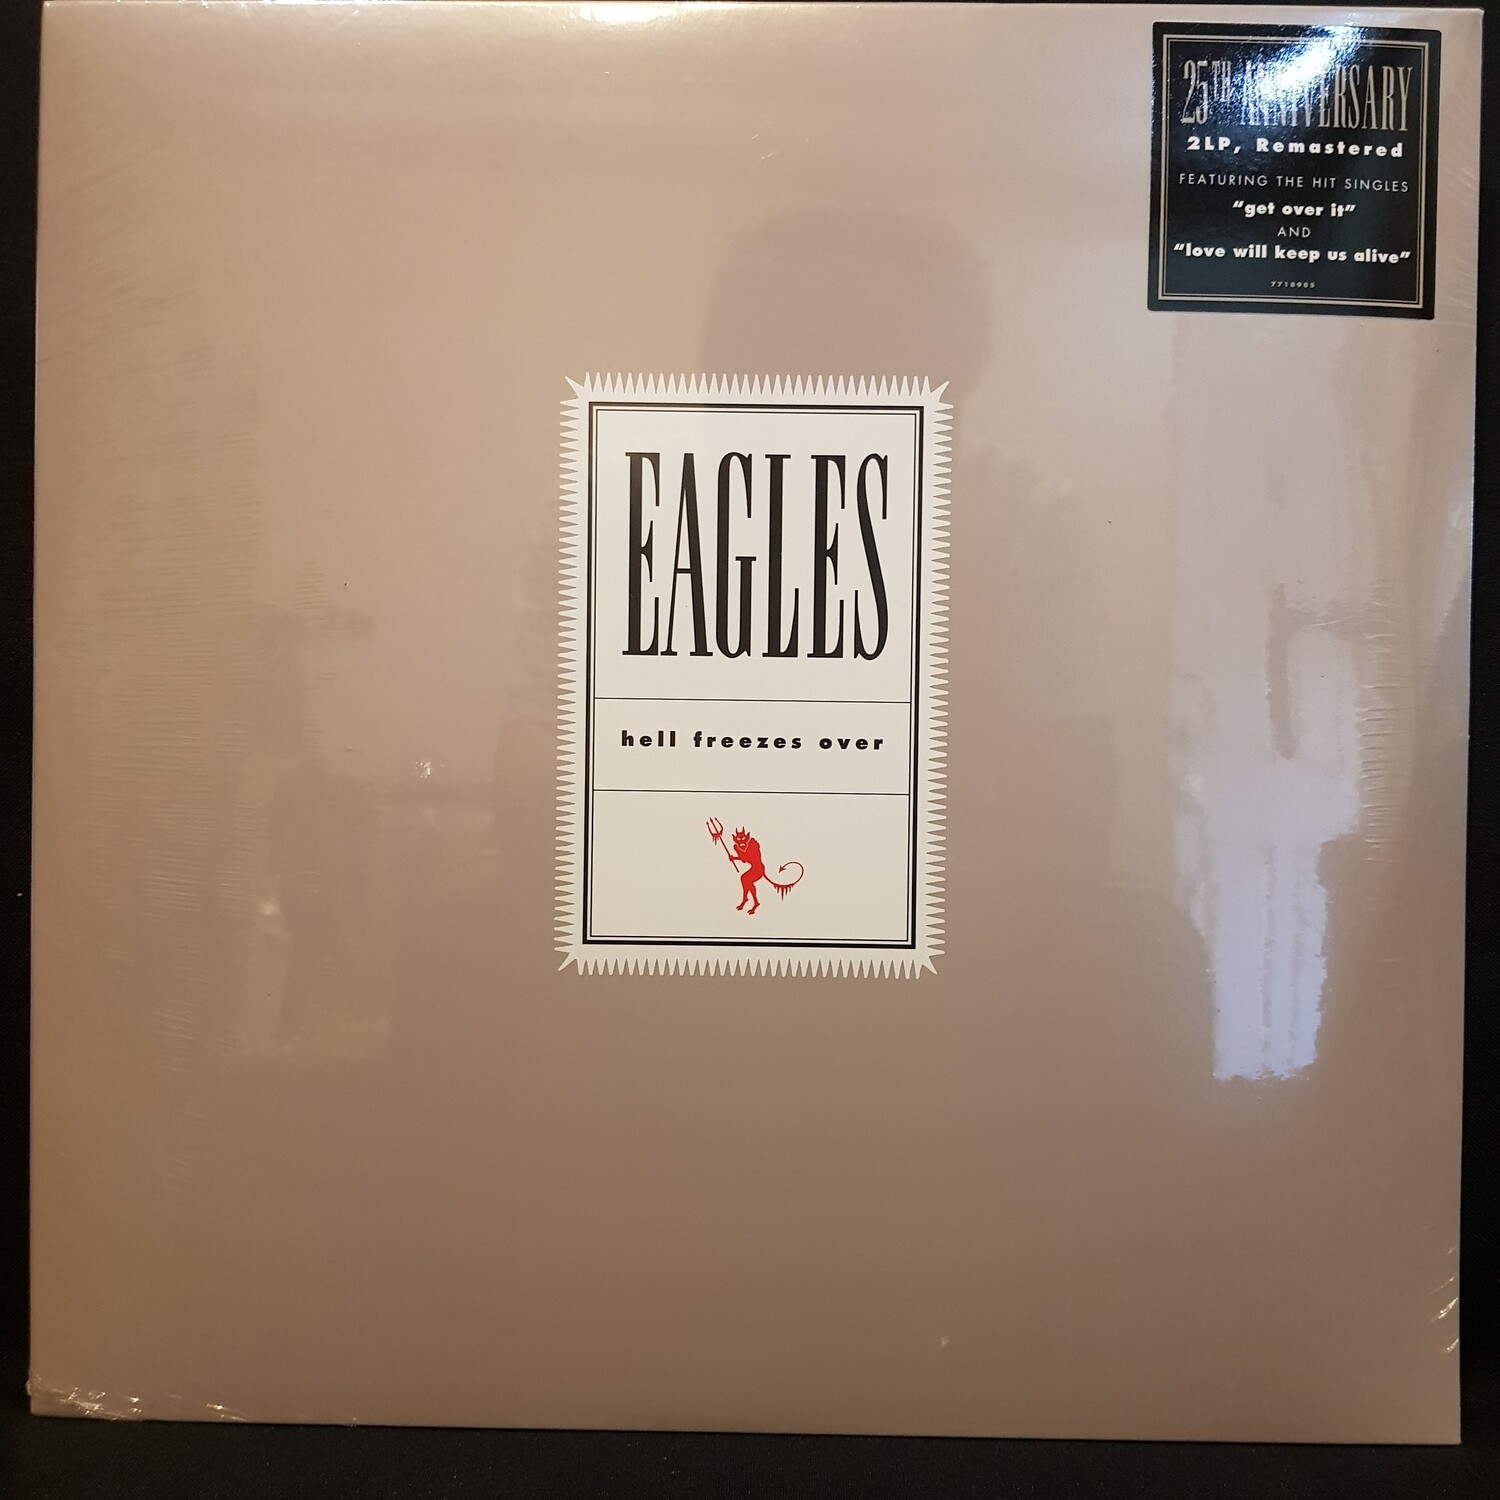 25TH ANNIVERSARY
2LP, Remastered
FEATURING THE HIT SINGLES
"get over it"
AND
"love will keep us alive"
7718985
EAGLES
hell freezes over